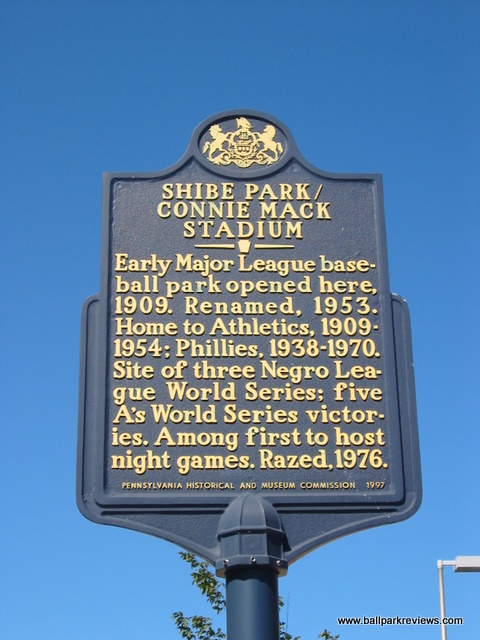 SHIBE PARK/
CONNIE MACK
STADIUM
Early Major League base-
ball park opened here,
1909. Renamed, 1953.
Home to Athletics, 1909-
1954; Phillies, 1938-1970.
Site of three Negro Lea-
gue World Series; five
A's World Series victor-
ies. Among first to host
night games. Razed, 1976.
PENNSYLVANIA HISTORICAL AND MUSEUM COMMISSION 1997
www.ballparkreviews.com